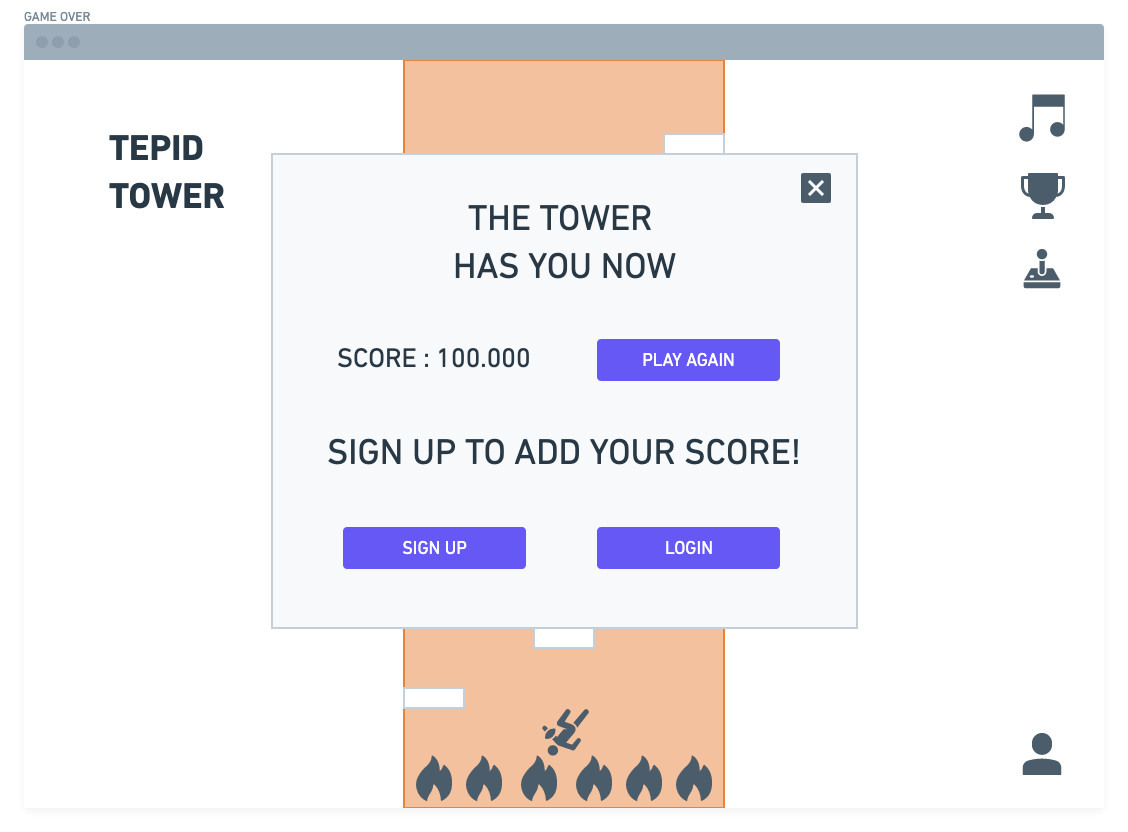 GAME OVER
TEPID
TOWER
THE TOWER
HAS YOU NOW
SCORE : 100.000
PLAY AGAIN
SIGN UP TO ADD YOUR SCORE!
SIGN UP
LOGIN